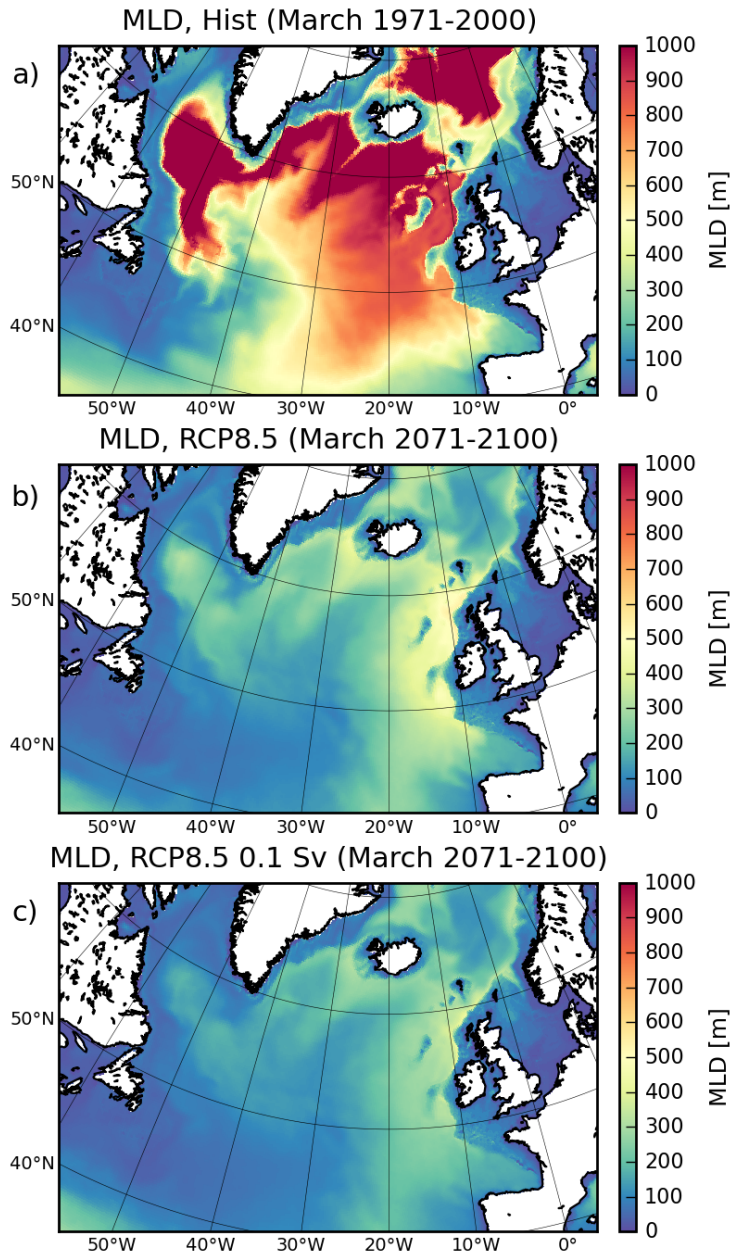 MLD, Hist (March 1971-2000)
a)
50°N
40°N
50°W 40°W 30°W 20°W 10°W 0°
1000
900
800
700
600
500
400
300
200
100
0
MLD [m]
MLD, RCP8.5 (March 2071-2100)
b)
50°N
40°N
50°W 40°W 30°W 20°W 10°W 0°
1000
900
800
700
600
500
400
300
200
100
0
MLD [m]
MLD, RCP8.5 0.1 Sv (March 2071-2100)
c)
50°N
40°N
50°W 40°W 30°W 20°W 10°W 0°
1000
900
800
700
600
500
400
300
200
100
0
MLD [m]